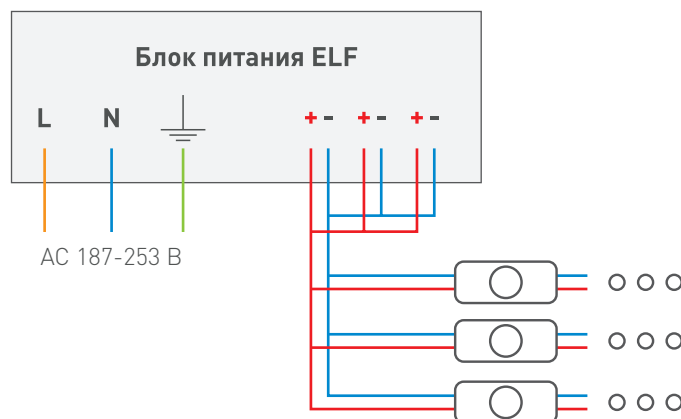 Блок питания ELF
L N + - + - + -
AC 187-253 В